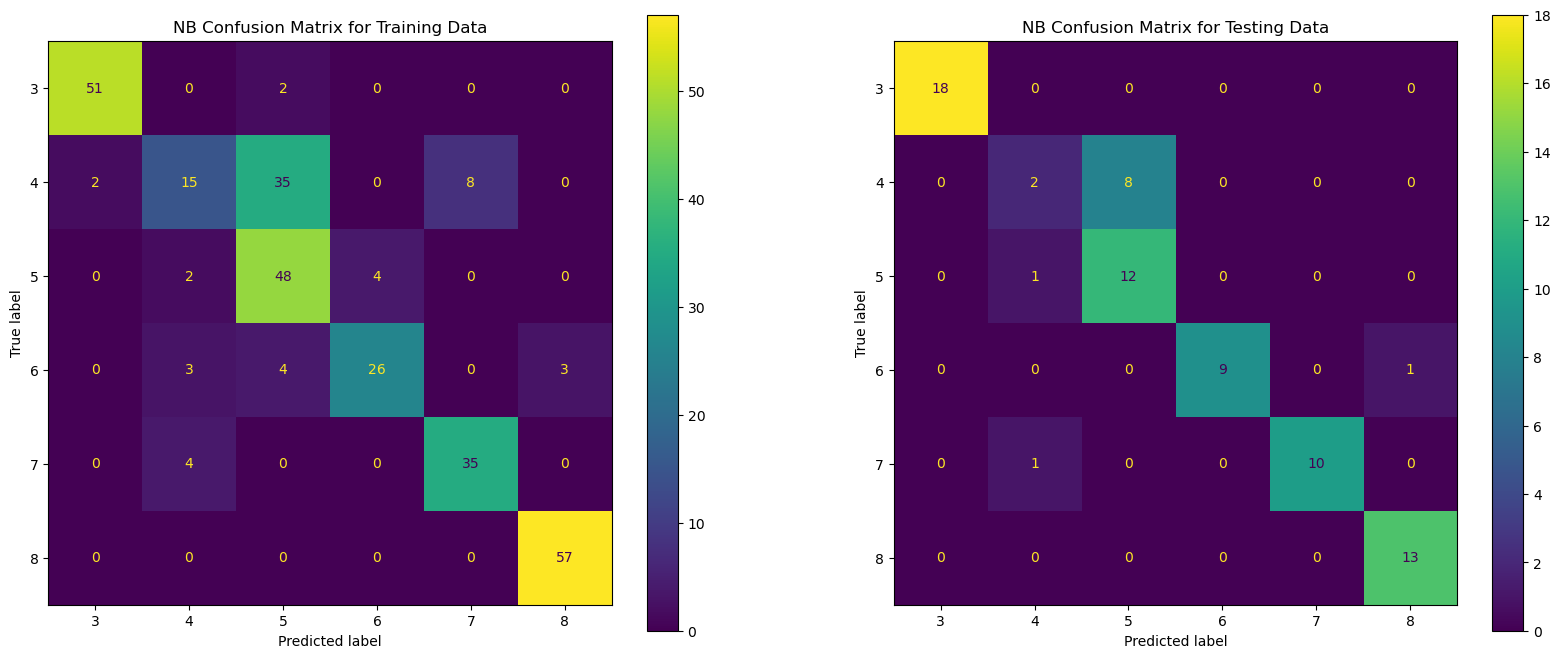 NB Confusion Matrix for Training Data
3 51 0 2 0 0 0
4 2 15 35 0 8 0
5 0 2 48 4 0 0
6 0 3 4 26 0 3
7 0 4 0 0 35 0
8 0 0 0 0 0 57
3 4 5 6 7 8
True label
Predicted label
50
40
30
20
10
0
NB Confusion Matrix for Testing Data
3 18 0 0 0 0 0
4 0 2 8 0 0 0
5 0 1 12 0 0 0
6 0 0 0 9 0 1
7 0 1 0 0 10 0
8 0 0 0 0 0 13
3 4 5 6 7 8
True label
Predicted label
18
16
14
12
10
8
6
4
2
0